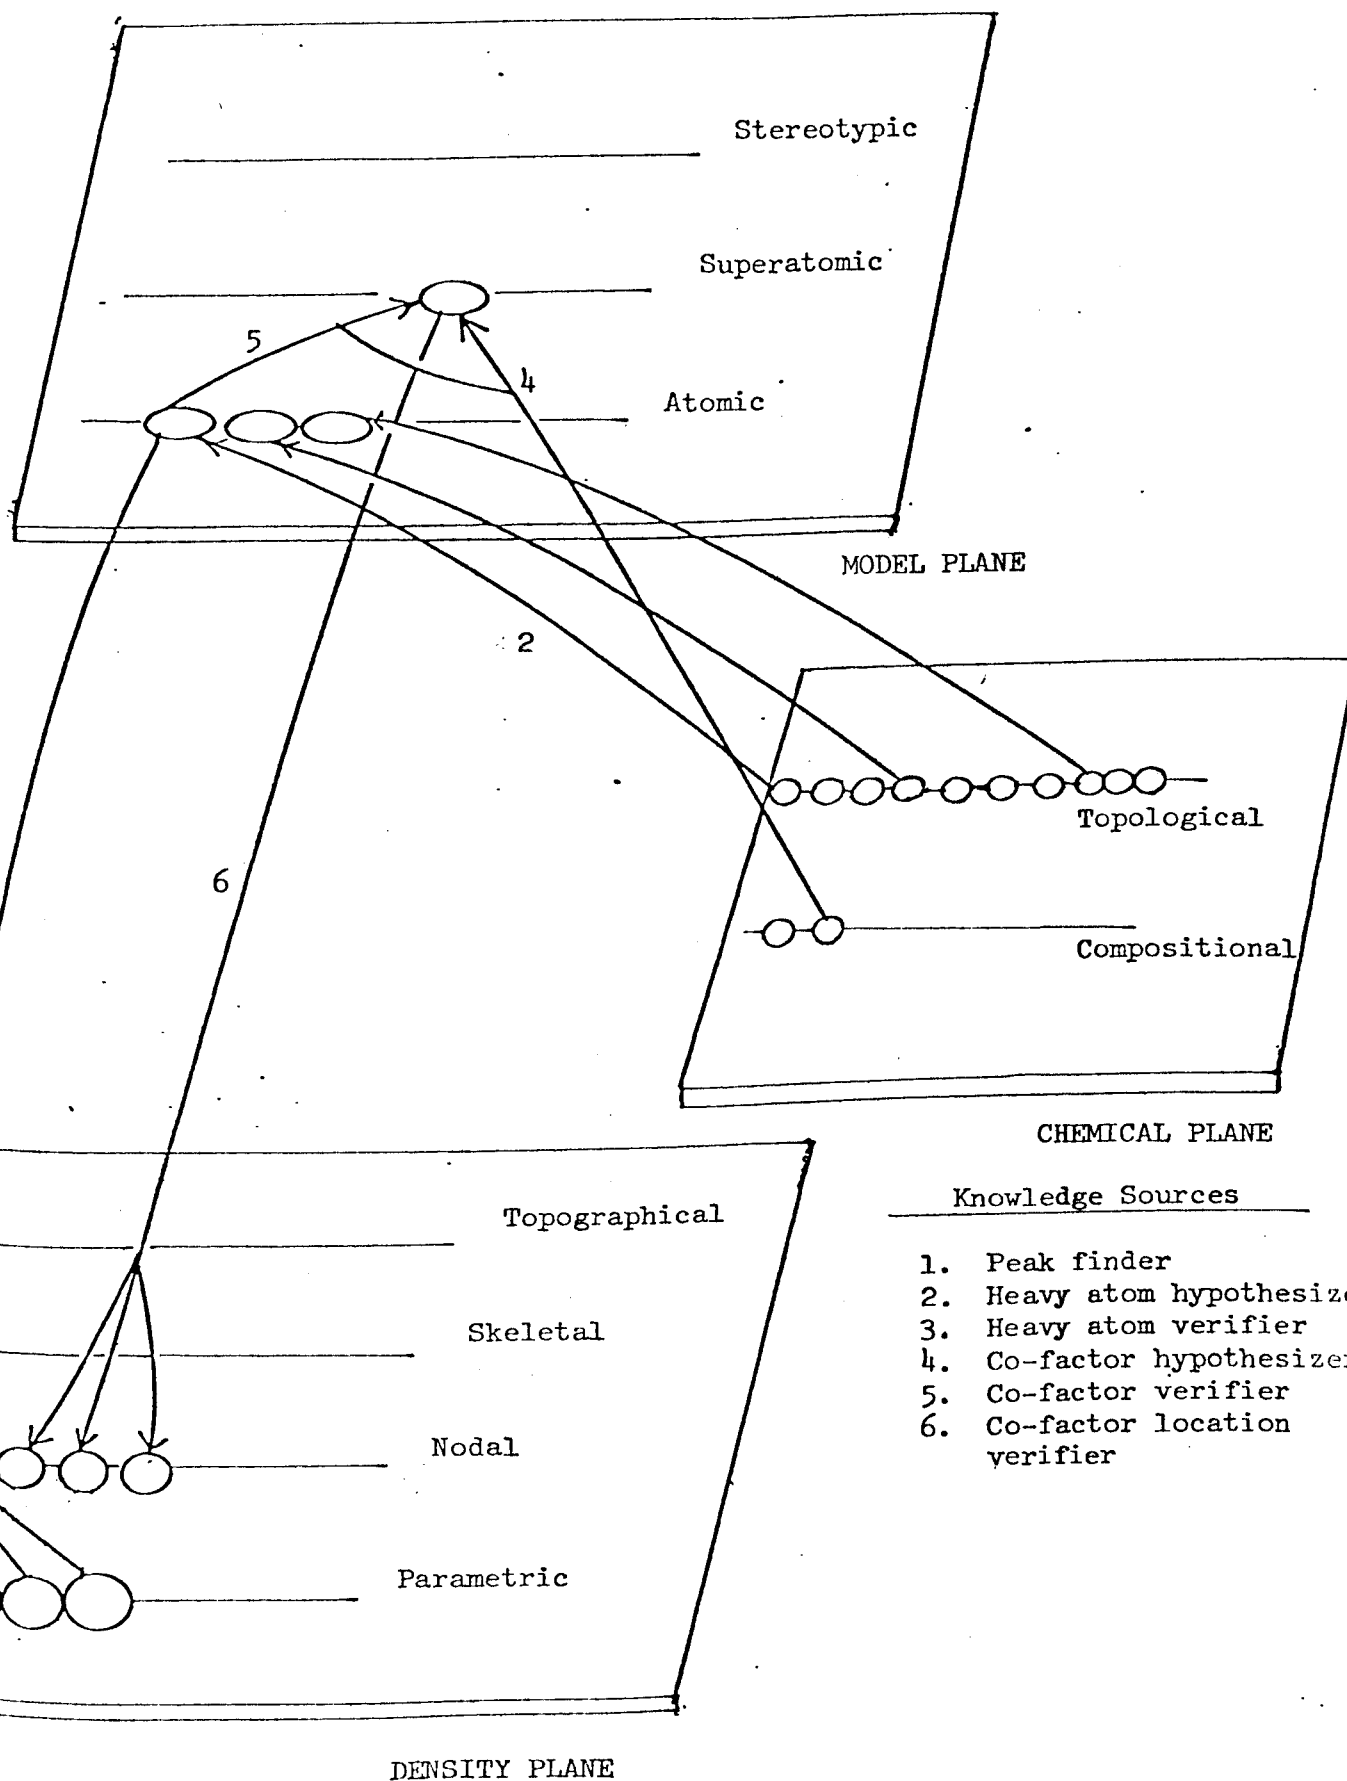 Stereotypic
Superatomic
5
4
Atomic
MODEL PLANE
2
Topological
6
Compositional
CHEMICAL PLANE
Topographical
Skeletal
Nodal
Parametric
DENSITY PLANE
Knowledge Sources
1. Peak finder
2. Heavy atom hypothesize
3. Heavy atom verifier
4. Co-factor hypothesizer
5. Co-factor verifier
6. Co-factor location
verifier